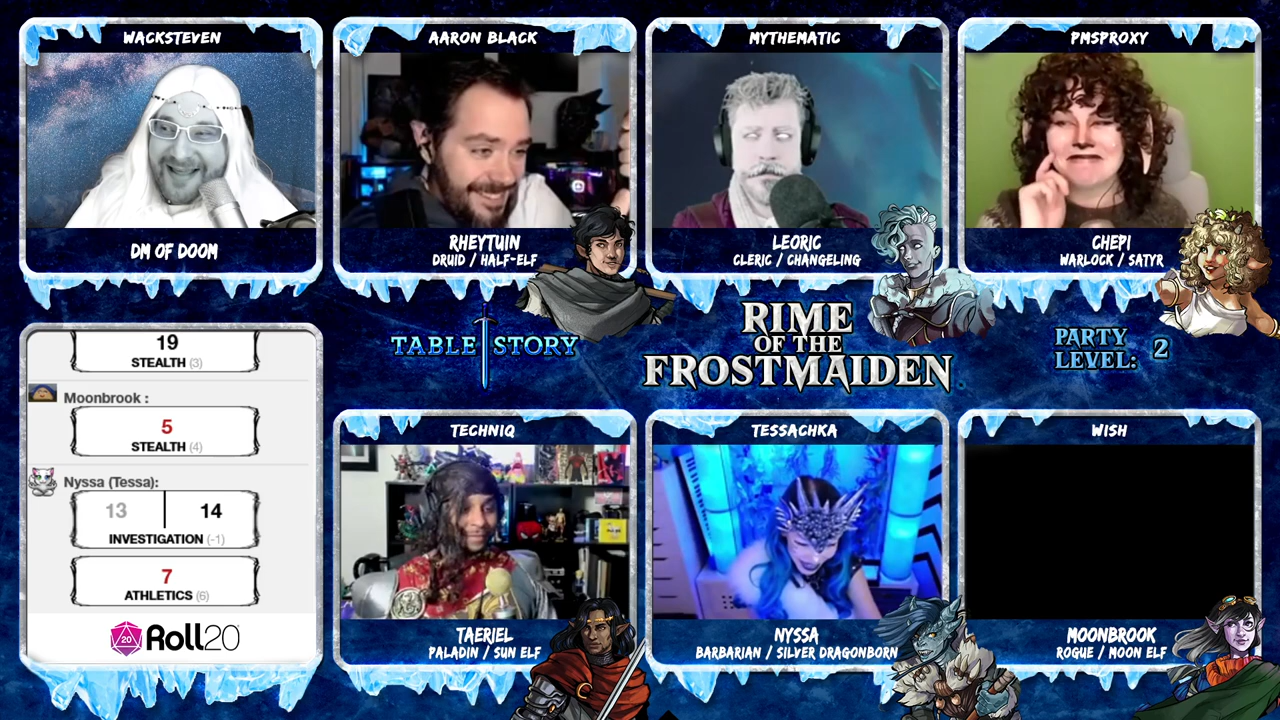 WACKSTEVEN
DM OF DOOM
AARON BLACK
RHEYTUIN
DRUID / HALF-ELF
MYTHEMATIC
LEORIC
CLERIC / CHANGELING
PMSPROXY
CHEPI
WARLOCK / SATYR
19
STEALTH (3)
Moonbrook :
5
STEALTH (4)
Nyssa (Tessa):
13 14
INVESTIGATION (-1)
7
ATHLETICS (6)
20 Roll20
TABLE STORY
RIME
OF THE
FROSTMAIDEN
PARTY
LEVEL: 2
TECHNIQ
TAERIEL
PALADIN / SUN ELF
TESSACHKA
NYSSA
BARBARIAN / SILVER DRAGONBORN
WISH
MOONBROOK
ROGUE / MOON ELF